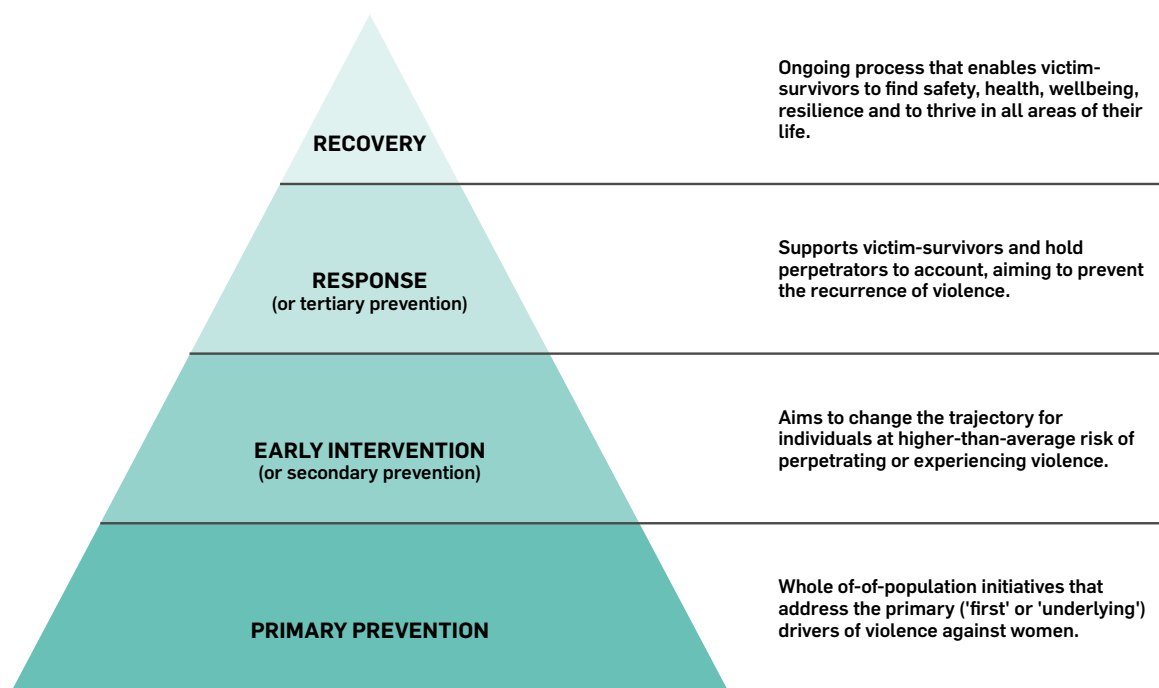 RECOVERY
Ongoing process that enables victim-
survivors to find safety, health, wellbeing,
resilience and to thrive in all areas of their
life.
RESPONSE
(or tertiary prevention)
Supports victim-survivors and hold
perpetrators to account, aiming to prevent
the recurrence of violence.
EARLY INTERVENTION
(or secondary prevention)
Aims to change the trajectory for
individuals at higher-than-average risk of
perpetrating or experiencing violence.
PRIMARY PREVENTION
Whole of-of-population initiatives that
address the primary ('first' or 'underlying')
drivers of violence against women.